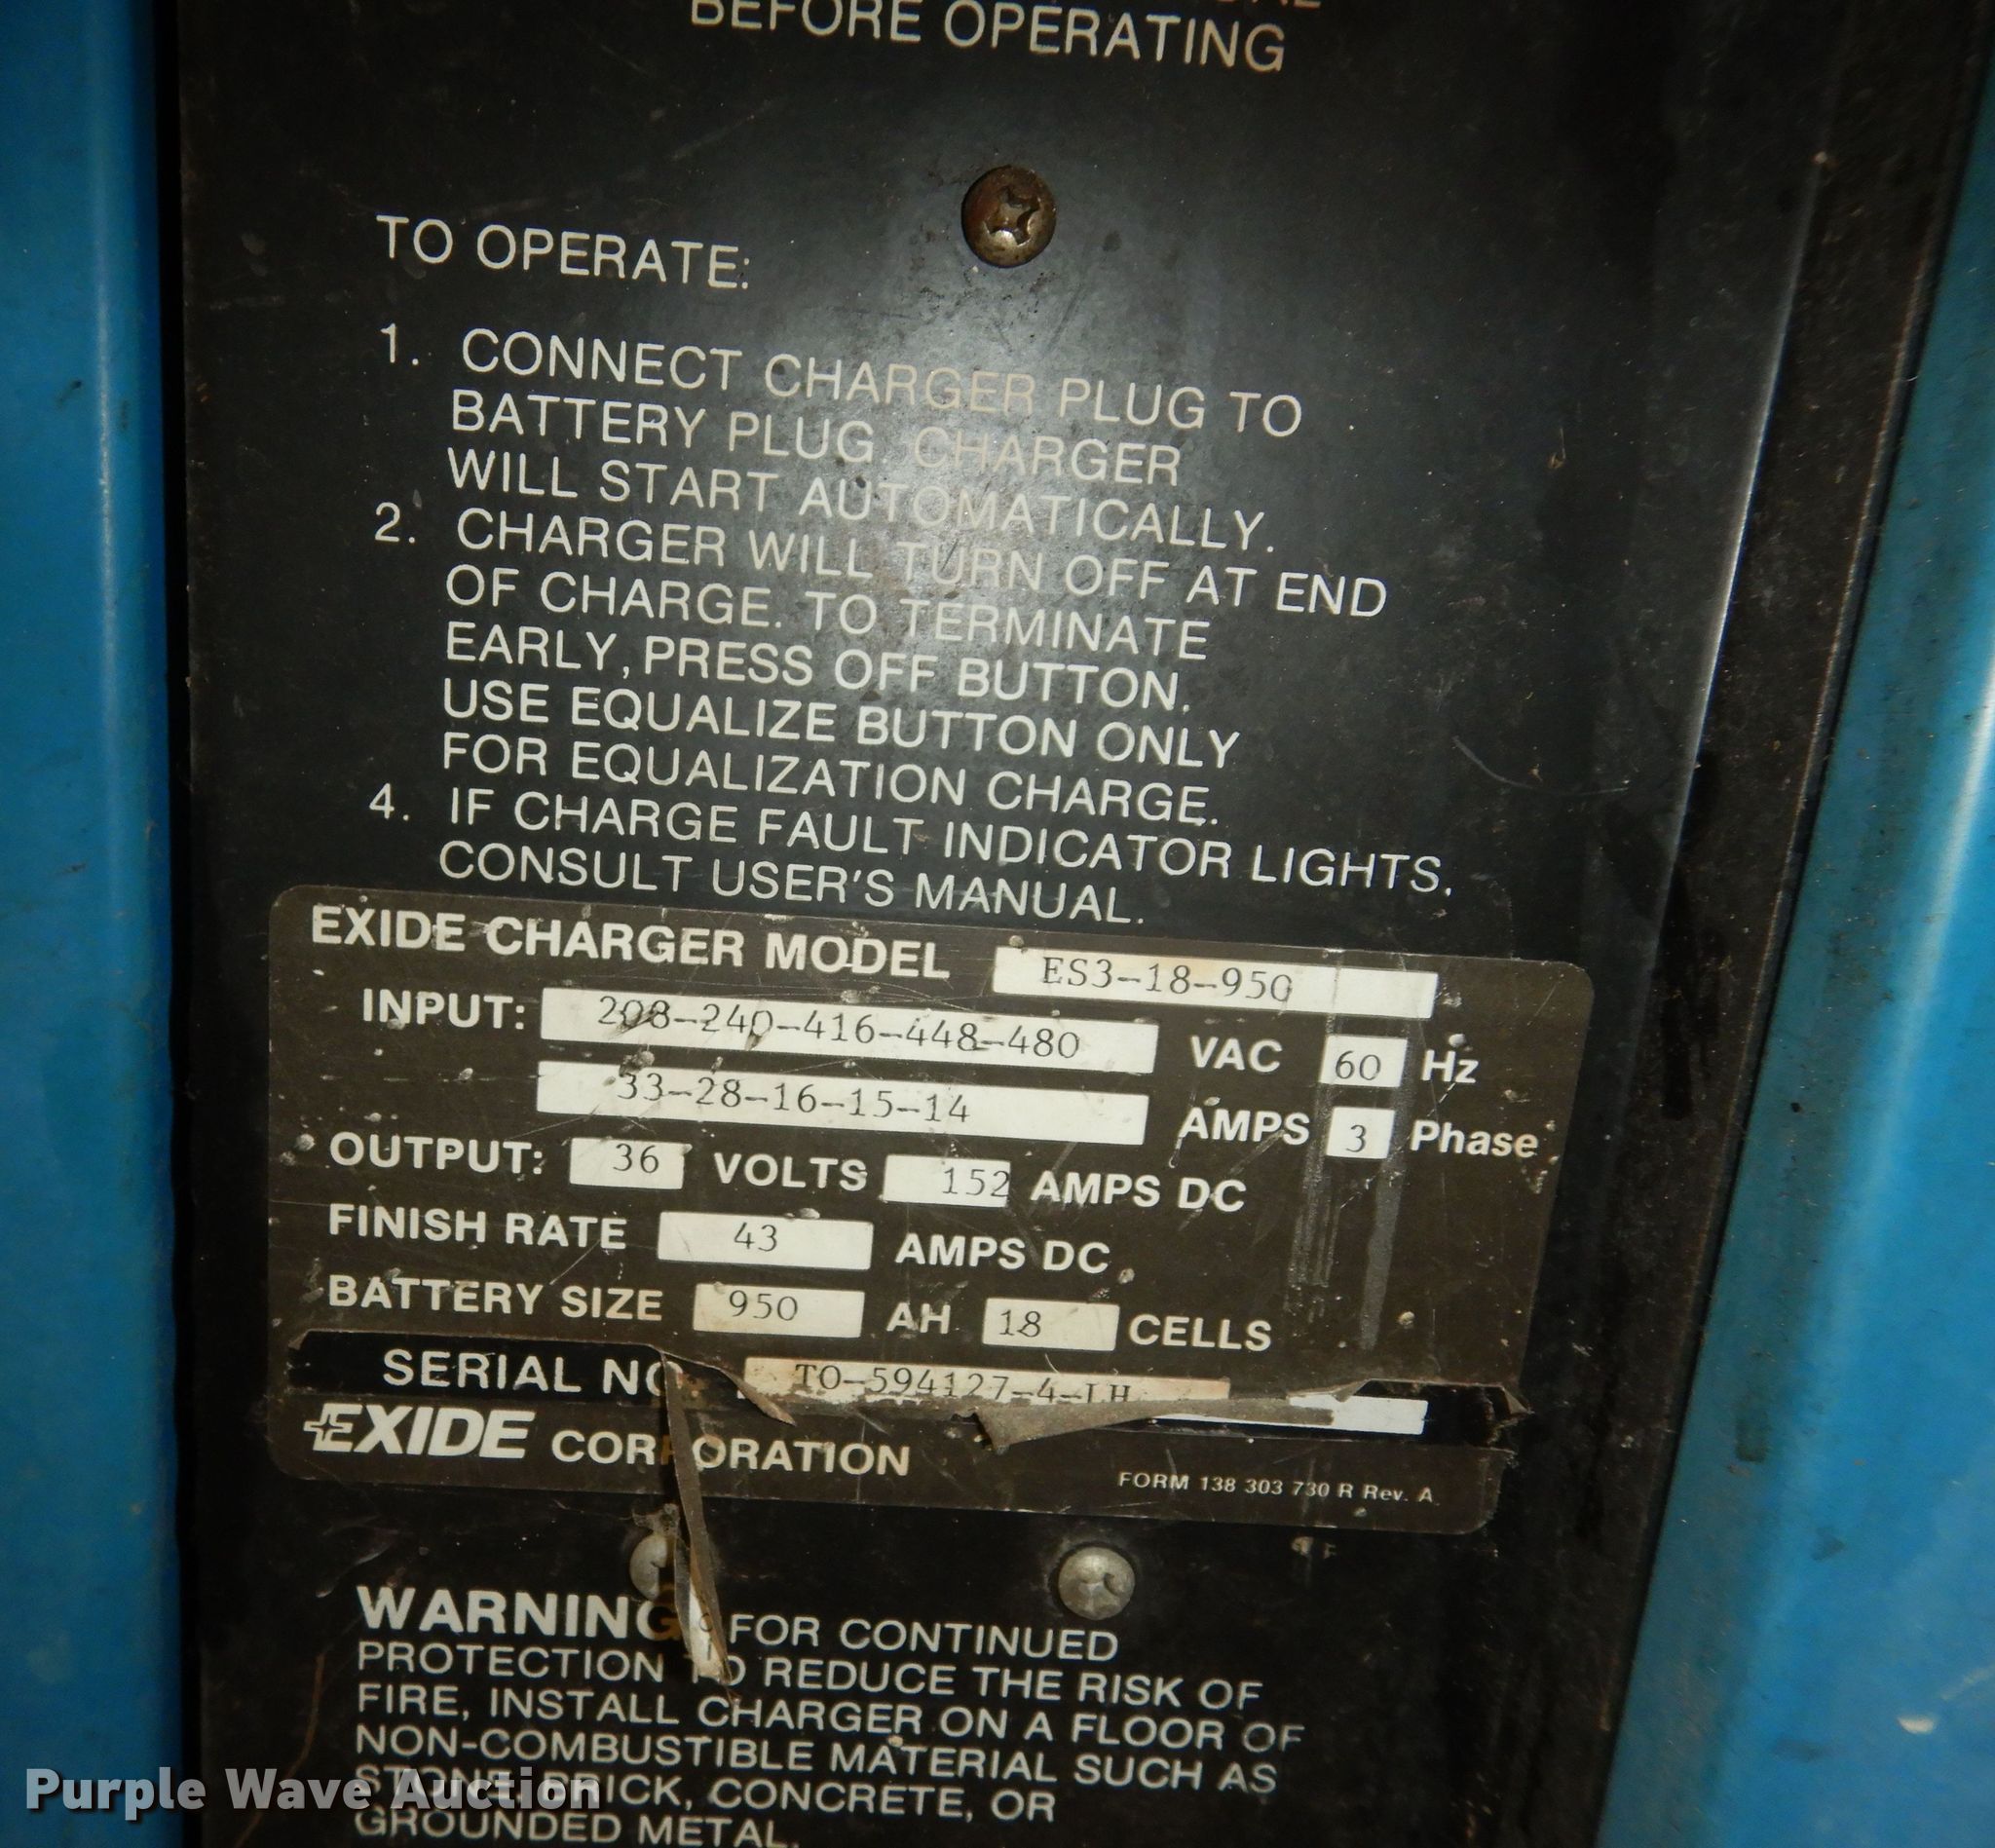 BEFORE OPERATING
TO OPERATE:
1. CONNECT CHARGER PLUG TO
BATTERY PLUG CHARGER
WILL START AUTOMATICALLY.
2. CHARGER WILL TURN OFF AT END
OF CHARGE. TO TERMINATE
EARLY, PRESS OFF BUTTON.
USE EQUALIZE BUTTON ONLY
FOR EQUALIZATION CHARGE.
4. IF CHARGE FAULT INDICATOR LIGHTS,
CONSULT USER'S MANUAL.
EXIDE CHARGER MODEL ES3-18-950
INPUT: 208-240-416-448-480 VAC 60 Hz
33-28-16-15-14 AMPS 3 Phase
OUTPUT: 36 VOLTS 152 AMPS DC
FINISH RATE 43 AMPS DC
BATTERY SIZE 950 AH 18 CELLS
SERIAL NO. TO-594127-4-LH
EXIDE CORPORATION
FORM 138 303 730 R Rev. A
WARNING FOR CONTINUED
PROTECTION TO REDUCE THE RISK OF
FIRE, INSTALL CHARGER ON A FLOOR OF
NON-COMBUSTIBLE MATERIAL SUCH AS
STONE, BRICK, CONCRETE, OR
GROUNDED METAL.
Purple Wave Auction